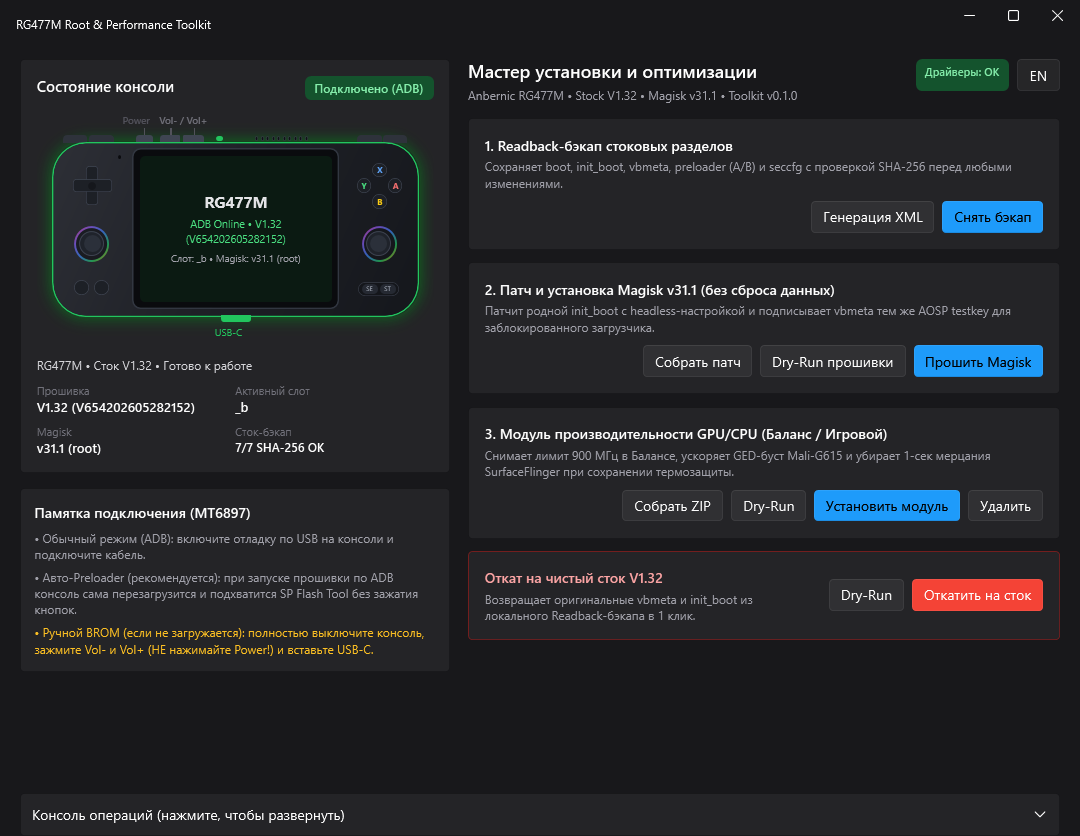 RG477M Root & Performance Toolkit
Состояние консоли
Подключено (ADB)
Power Vol- / Vol+
X
Y
A
B
RG477M
ADB Online • V1.32
(V654202605282152)
Слот: _b • Magisk: v31.1 (root)
SE ST
USB-C
RG477M • Сток V1.32 • Готово к работе
Прошивка
V1.32 (V654202605282152)
Активный слот
_b
Magisk
v31.1 (root)
Сток-бэкап
7/7 SHA-256 OK
Памятка подключения (MT6897)
• Обычный режим (ADB): включите отладку по USB на консоли и
подключите кабель.
• Авто-Preloader (рекомендуется): при запуске прошивки по ADB
консоль сама перезагрузится и подхватится SP Flash Tool без зажатия
кнопок.
• Ручной BROM (если не загружается): полностью выключите консоль,
зажмите Vol- и Vol+ (НЕ нажимайте Power!) и вставьте USB-C.
Мастер установки и оптимизации
Anbernic RG477M • Stock V1.32 • Magisk v31.1 • Toolkit v0.1.0
Драйверы: OK
EN
1. Readback-бэкап стоковых разделов
Сохраняет boot, init_boot, vbmeta, preloader (A/B) и seccfg с проверкой SHA-256 перед любыми
изменениями.
Генерация XML
Снять бэкап
2. Патч и установка Magisk v31.1 (без сброса данных)
Патчит родной init_boot с headless-настройкой и подписывает vbmeta тем же AOSP testkey для
заблокированного загрузчика.
Собрать патч
Dry-Run прошивки
Прошить Magisk
3. Модуль производительности GPU/CPU (Баланс / Игровой)
Снимает лимит 900 МГц в Балансе, ускоряет GED-буст Mali-G615 и убирает 1-сек мерцания
SurfaceFlinger при сохранении термозащиты.
Собрать ZIP
Dry-Run
Установить модуль
Удалить
Откат на чистый сток V1.32
Возвращает оригинальные vbmeta и init_boot из
локального Readback-бэкапа в 1 клик.
Dry-Run
Откатить на сток
Консоль операций (нажмите, чтобы развернуть)